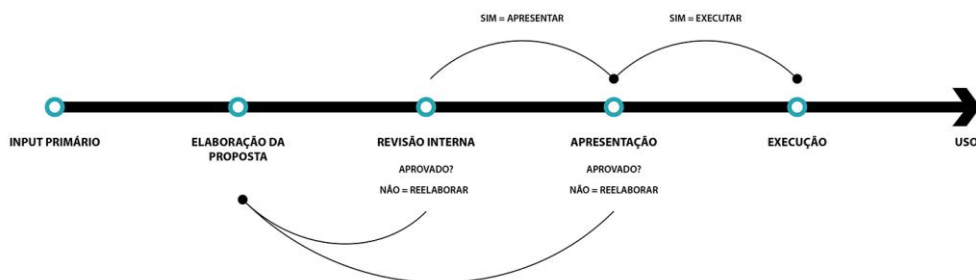 SIM = APRESENTAR
SIM = EXECUTAR
INPUT PRIMÁRIO
ELABORAÇÃO DA
PROPOSTA
REVISÃO INTERNA
APROVADO?
NÃO = REELABORAR
APRESENTAÇÃO
APROVADO?
NÃO = REELABORAR
EXECUÇÃO
USO